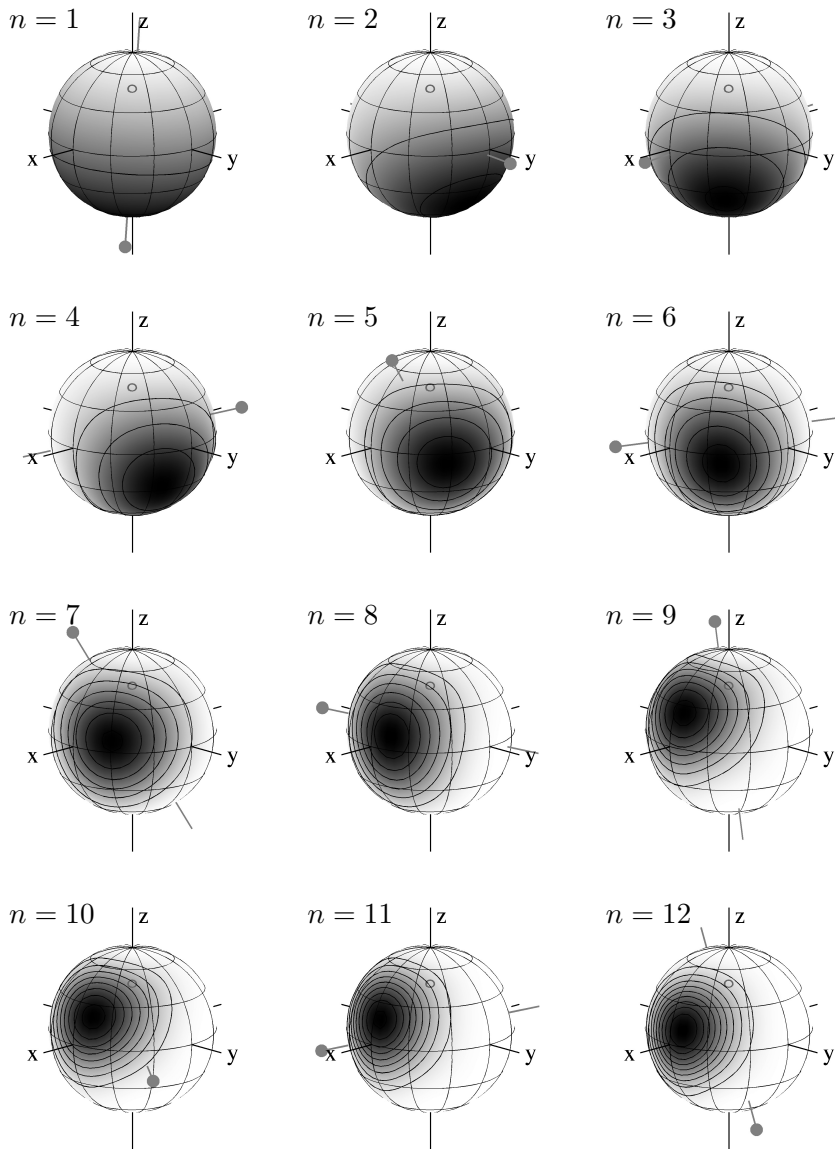 n = 1 n = 2 n = 3
z z z
x y x y x y
n = 4 n = 5 n = 6
z z z
x y x y x y
n = 7 n = 8 n = 9
z z z
x y x y x y
n = 10 n = 11 n = 12
z z z
x y x y x y